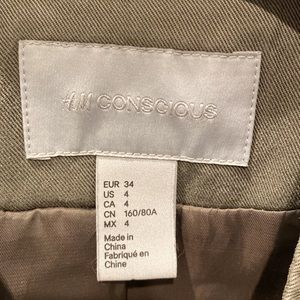 H&M CONSCIOUS
EUR 34
US 4
CA 4
CN 160/80A
MX 4
Made in
China
Fabriqué en
Chine